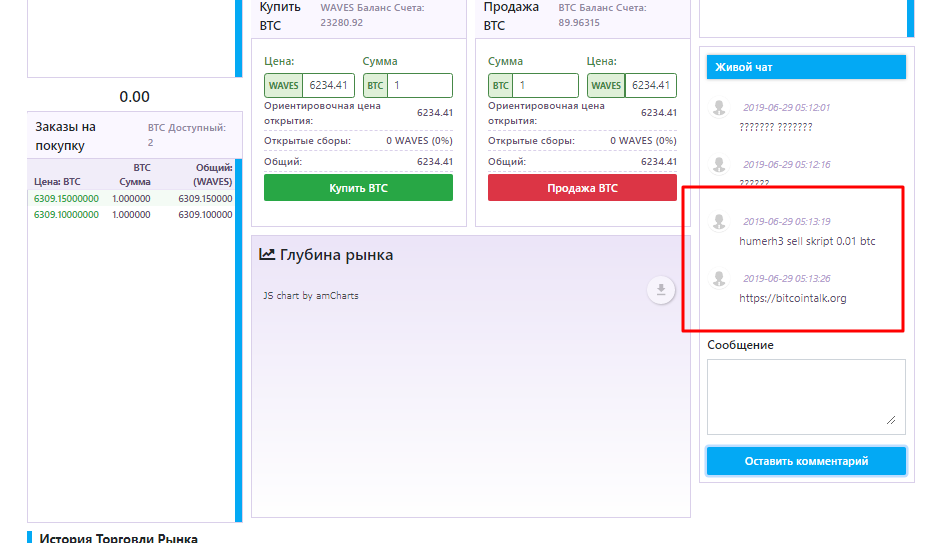 0.00
Заказы на
покупку
BTC Доступный:
2
Цена: BTC
BTC
Сумма
Общий:
(WAVES)
6309.15000000 1.000000 6309.150000
6309.10000000 1.000000 6309.100000
История Торговли Рынка
Купить
BTC
WAVES Баланс Счета:
23280.92
Цена: Сумма
WAVES 6234.41 BTC 1
Ориентировочная цена
открытия: 6234.41
Открытые сборы: 0 WAVES (0%)
Общий: 6234.41
Купить BTC
Продажа
BTC
BTC Баланс Счета:
89.96315
Сумма Цена:
BTC 1 WAVES 6234.41
Ориентировочная цена
открытия: 6234.41
Открытые сборы: 0 WAVES (0%)
Общий: 6234.41
Продажа BTC
Глубина рынка
JS chart by amCharts
Живой чат
2019-06-29 05:12:01
??????? ???????
2019-06-29 05:12:16
??????
2019-06-29 05:13:19
humerh3 sell skript 0.01 btc
2019-06-29 05:13:26
https://bitcointalk.org
Сообщение
Оставить комментарий